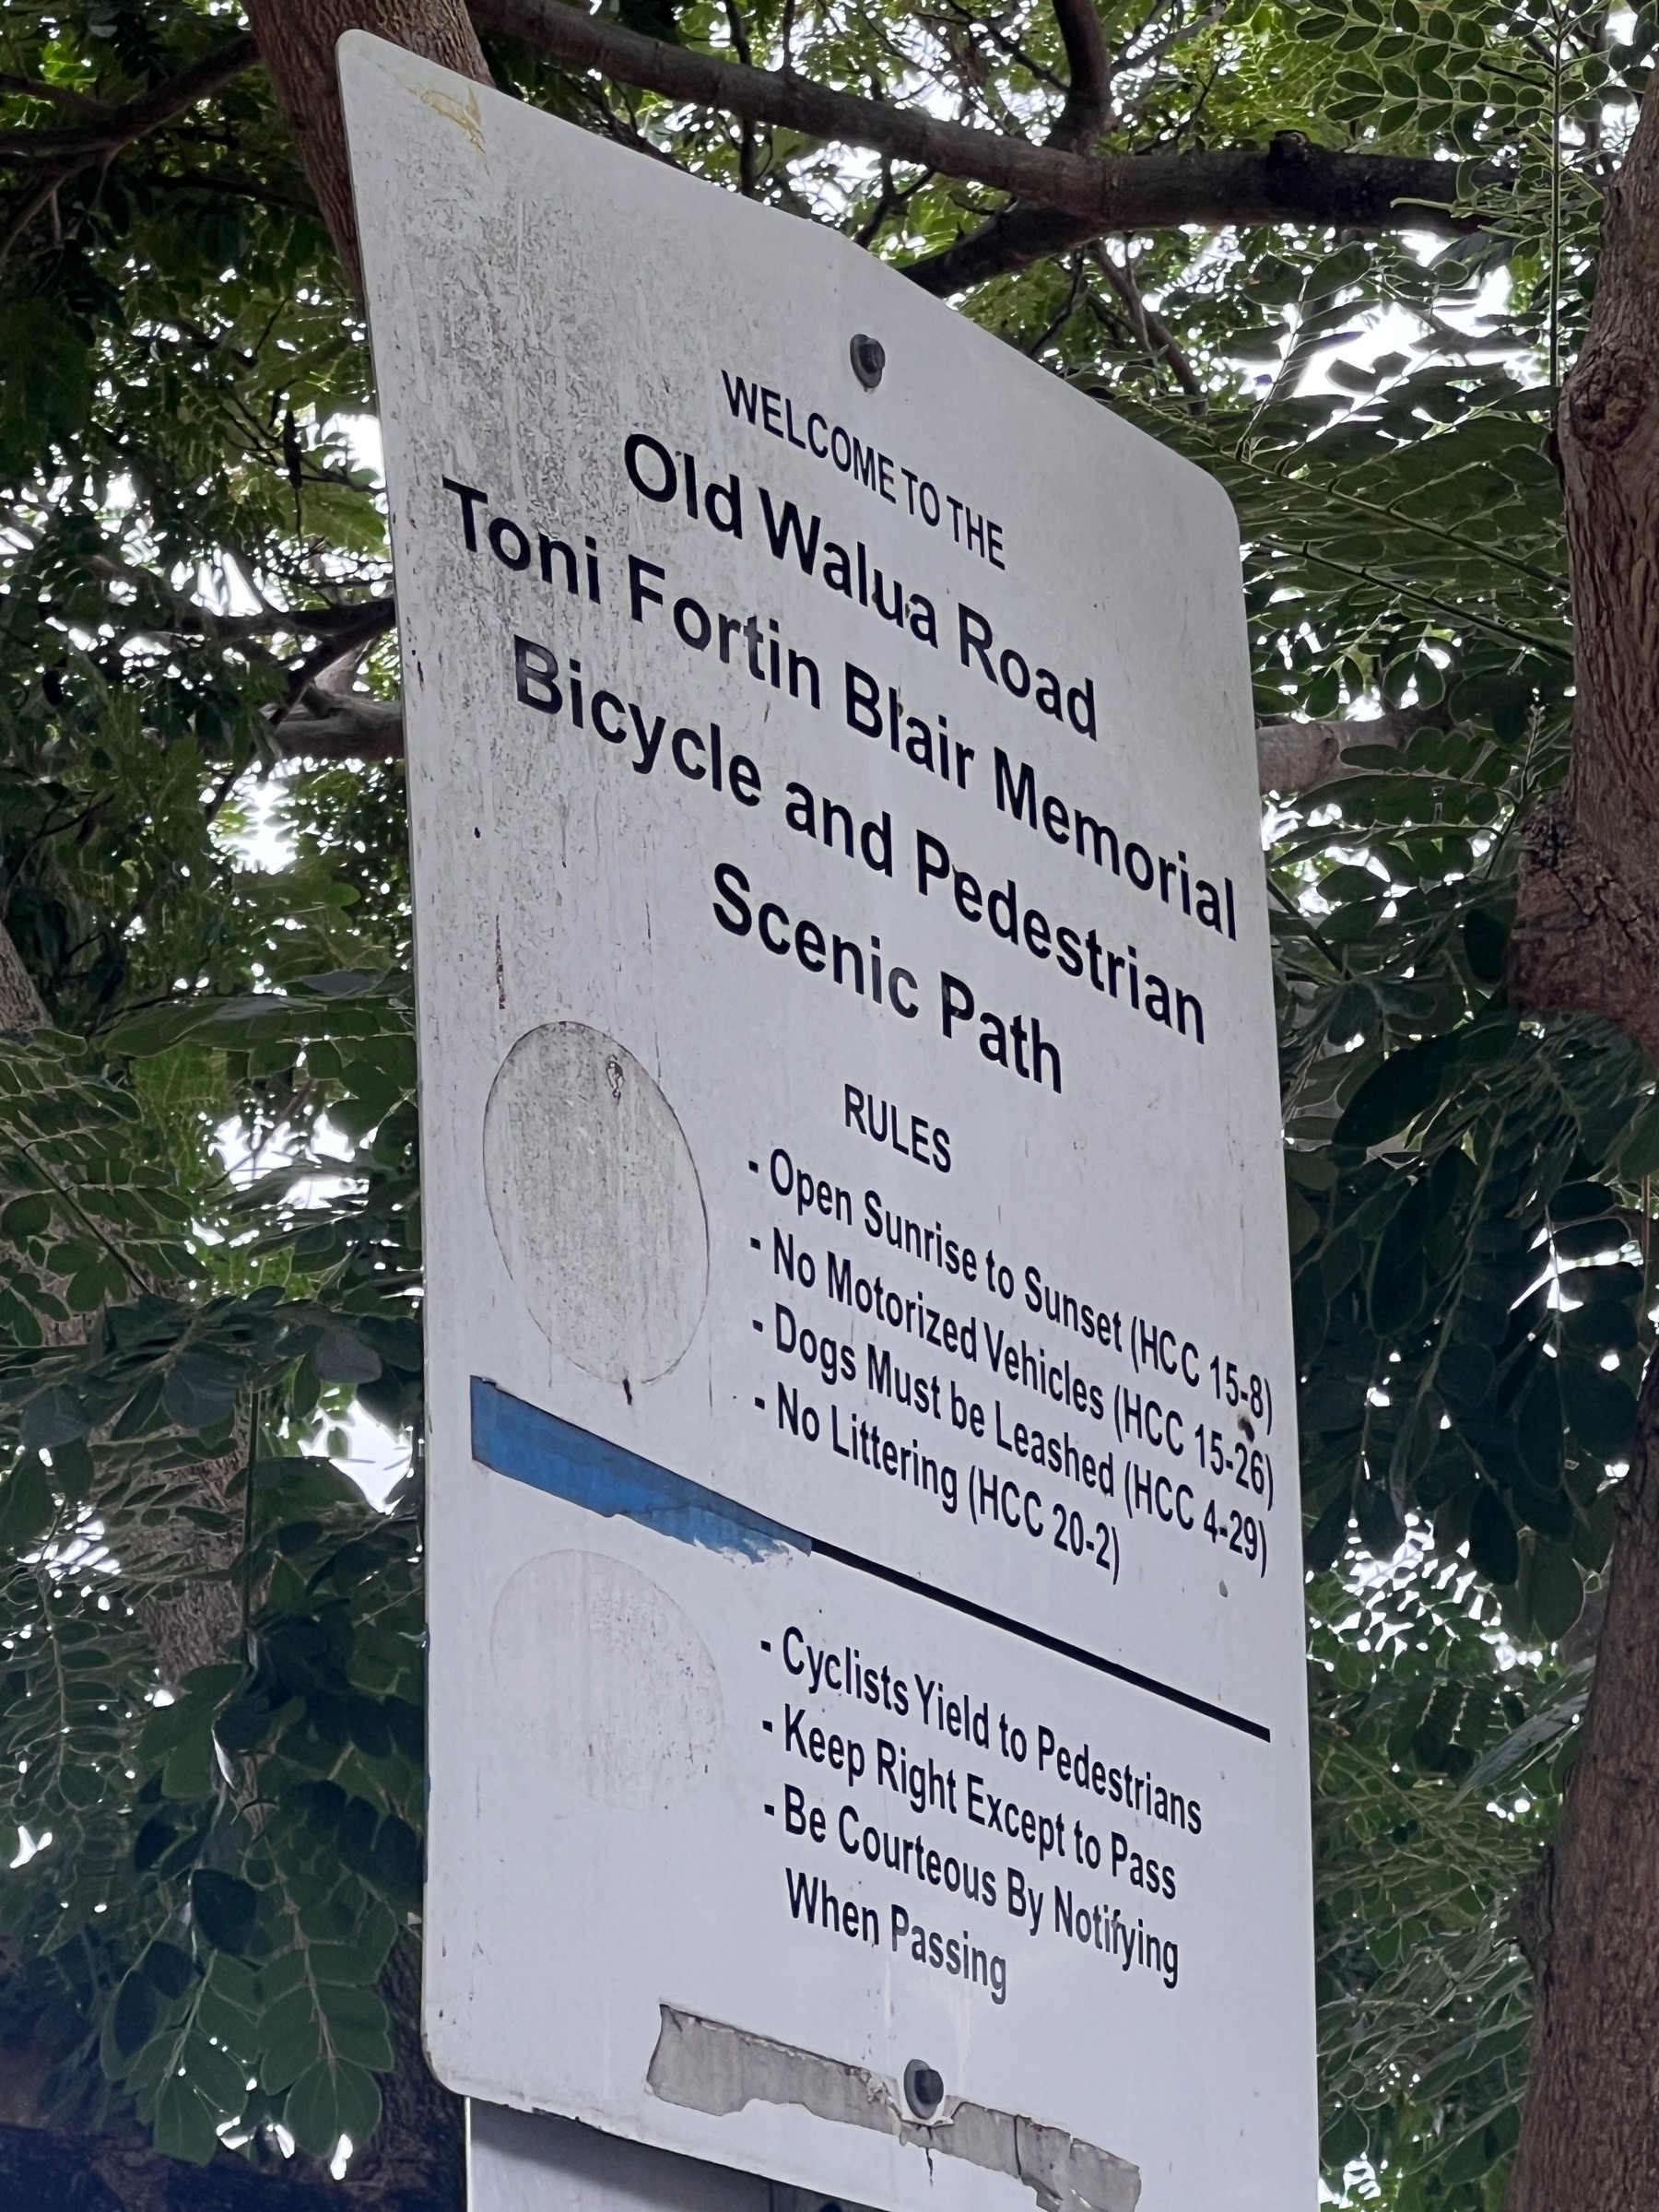 WELCOME TO THE
Old Walua Road
Toni Fortin Blair Memorial
Bicycle and Pedestrian
Scenic Path
RULES
- Open Sunrise to Sunset (HCC 15-8)
- No Motorized Vehicles (HCC 15-26)
- Dogs Must be Leashed (HCC 4-29)
- No Littering (HCC 20-2)
- Cyclists Yield to Pedestrians
- Keep Right Except to Pass
- Be Courteous By Notifying
When Passing